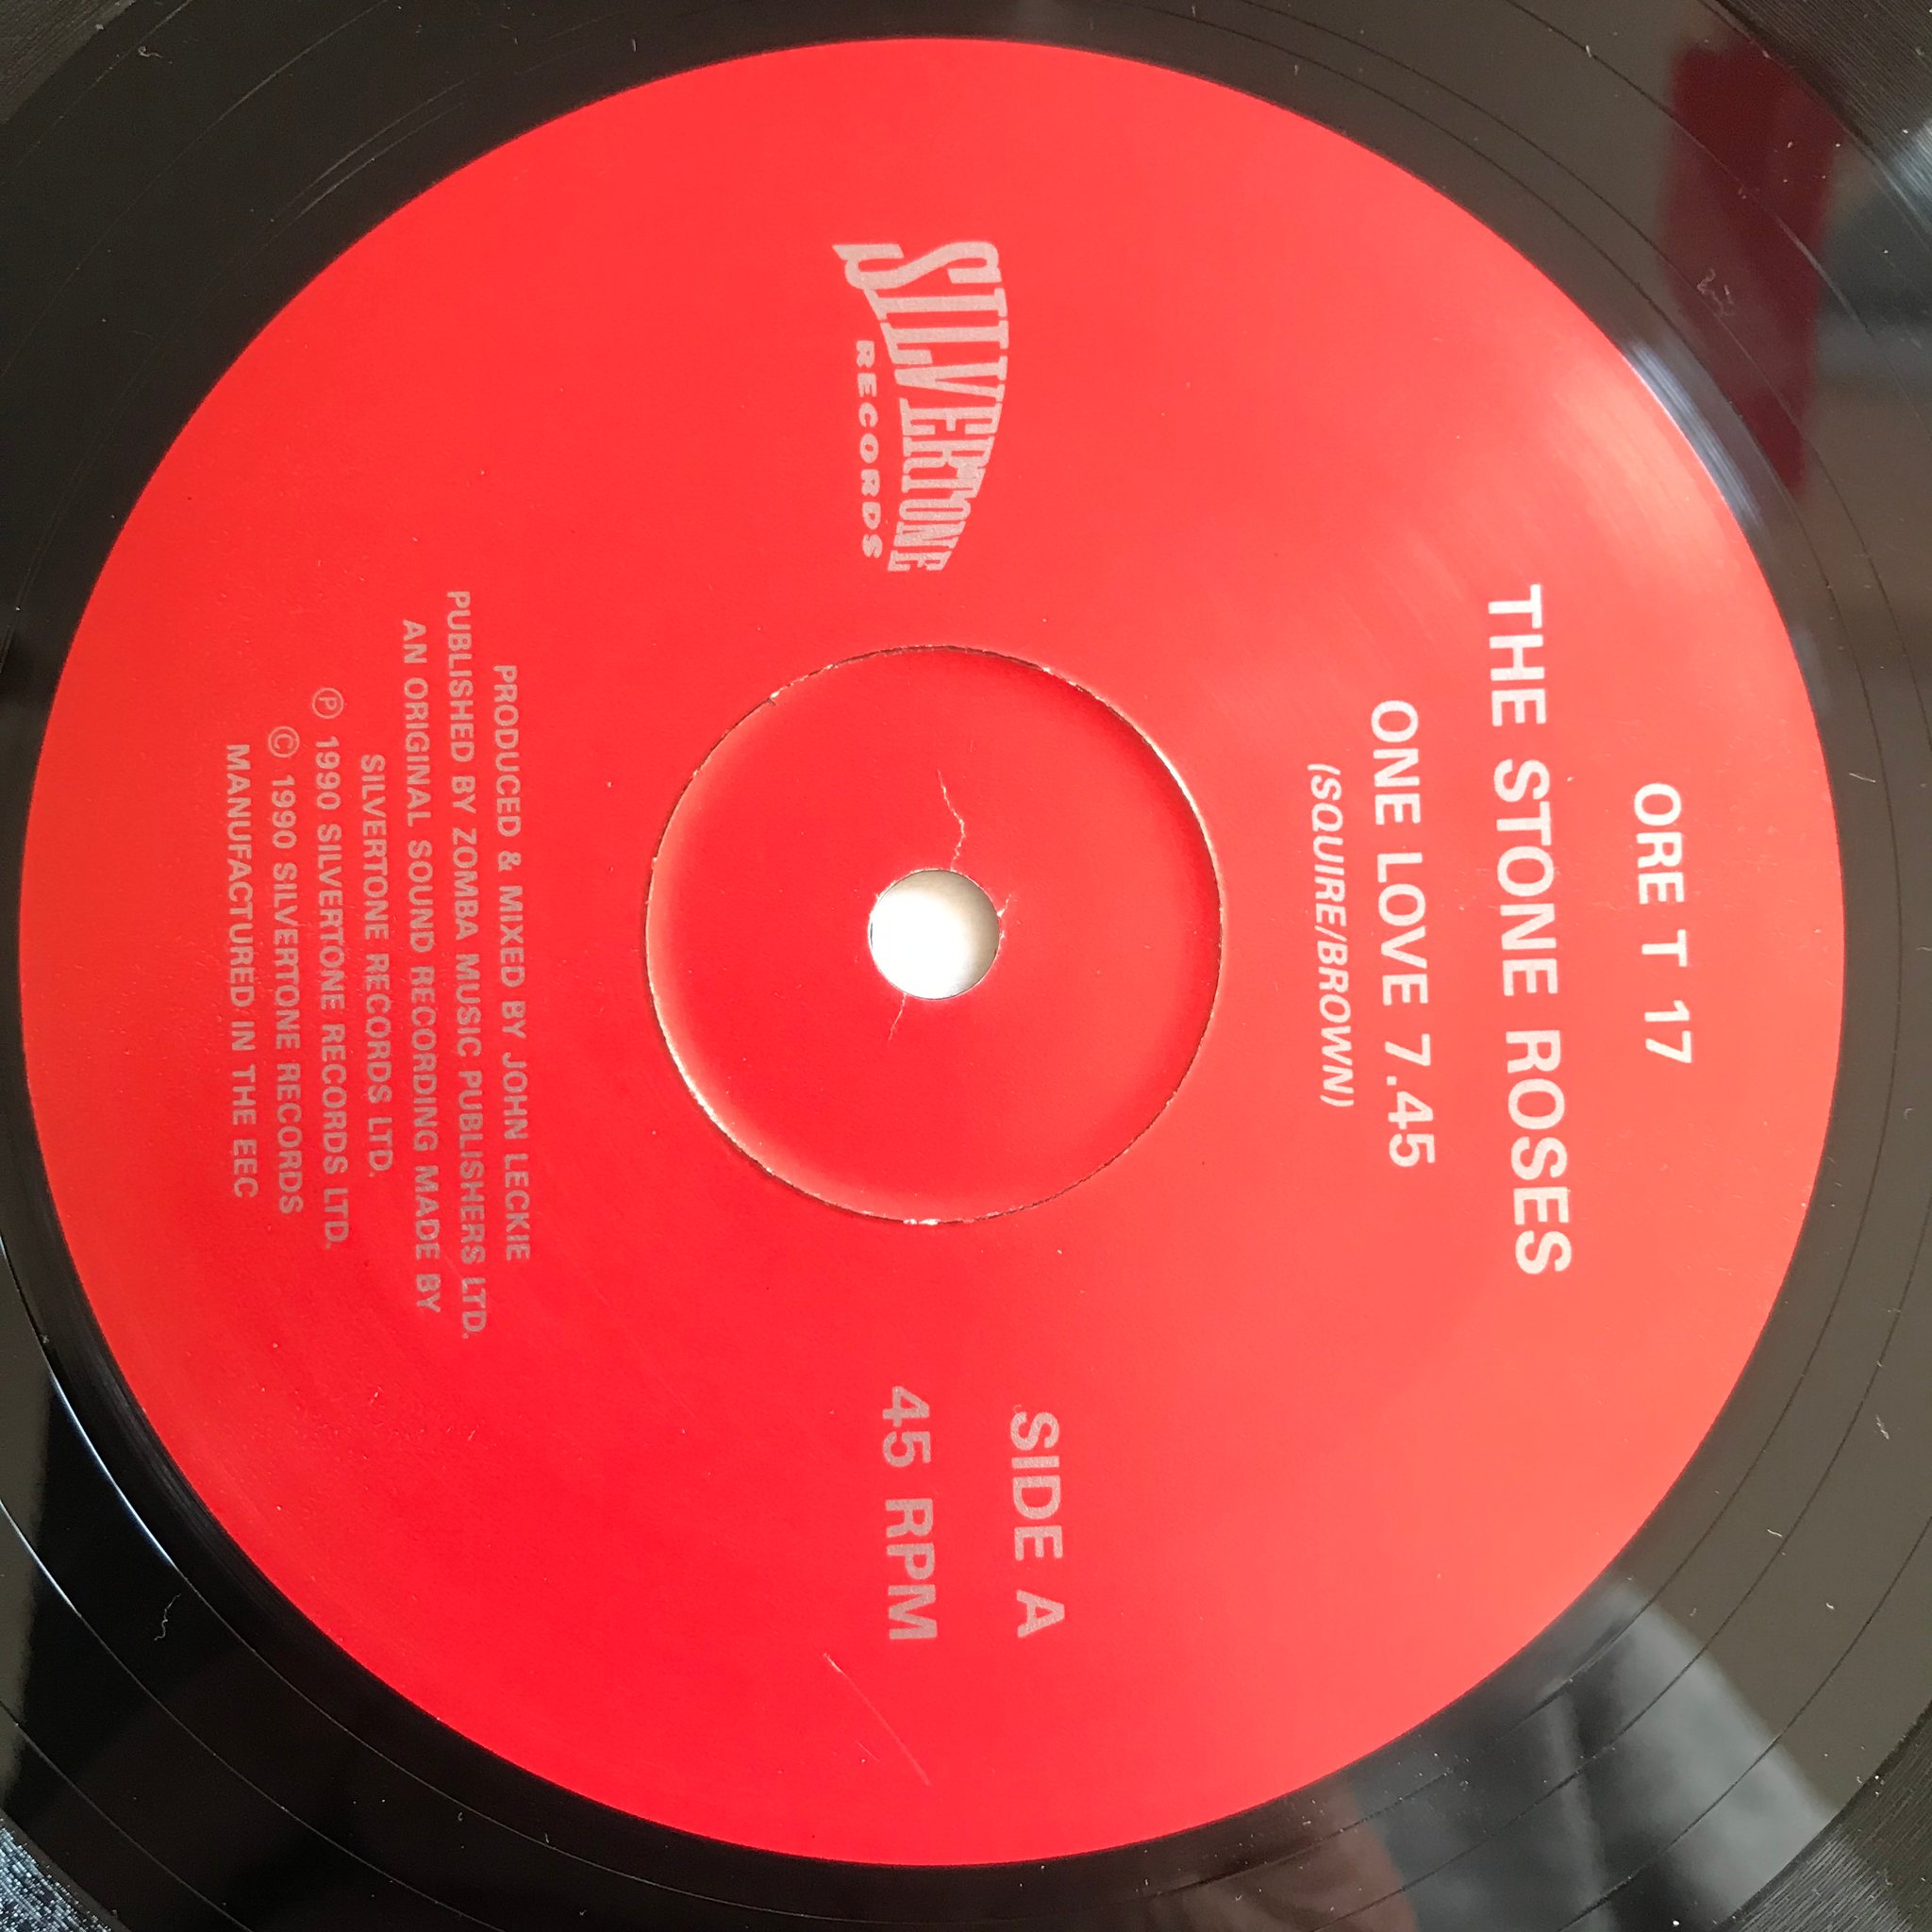 ORE T 17
THE STONE ROSES
ONE LOVE 7.45
(SQUIRE/BROWN)
SILVERTONE
RECORDS
SIDE A
45 RPM
PRODUCED & MIXED BY JOHN LECKIE
PUBLISHED BY ZOMBA MUSIC PUBLISHERS LTD.
AN ORIGINAL SOUND RECORDING MADE BY
SILVERTONE RECORDS LTD.
Ⓟ 1990 SILVERTONE RECORDS LTD.
© 1990 SILVERTONE RECORDS
MANUFACTURED IN THE EEC